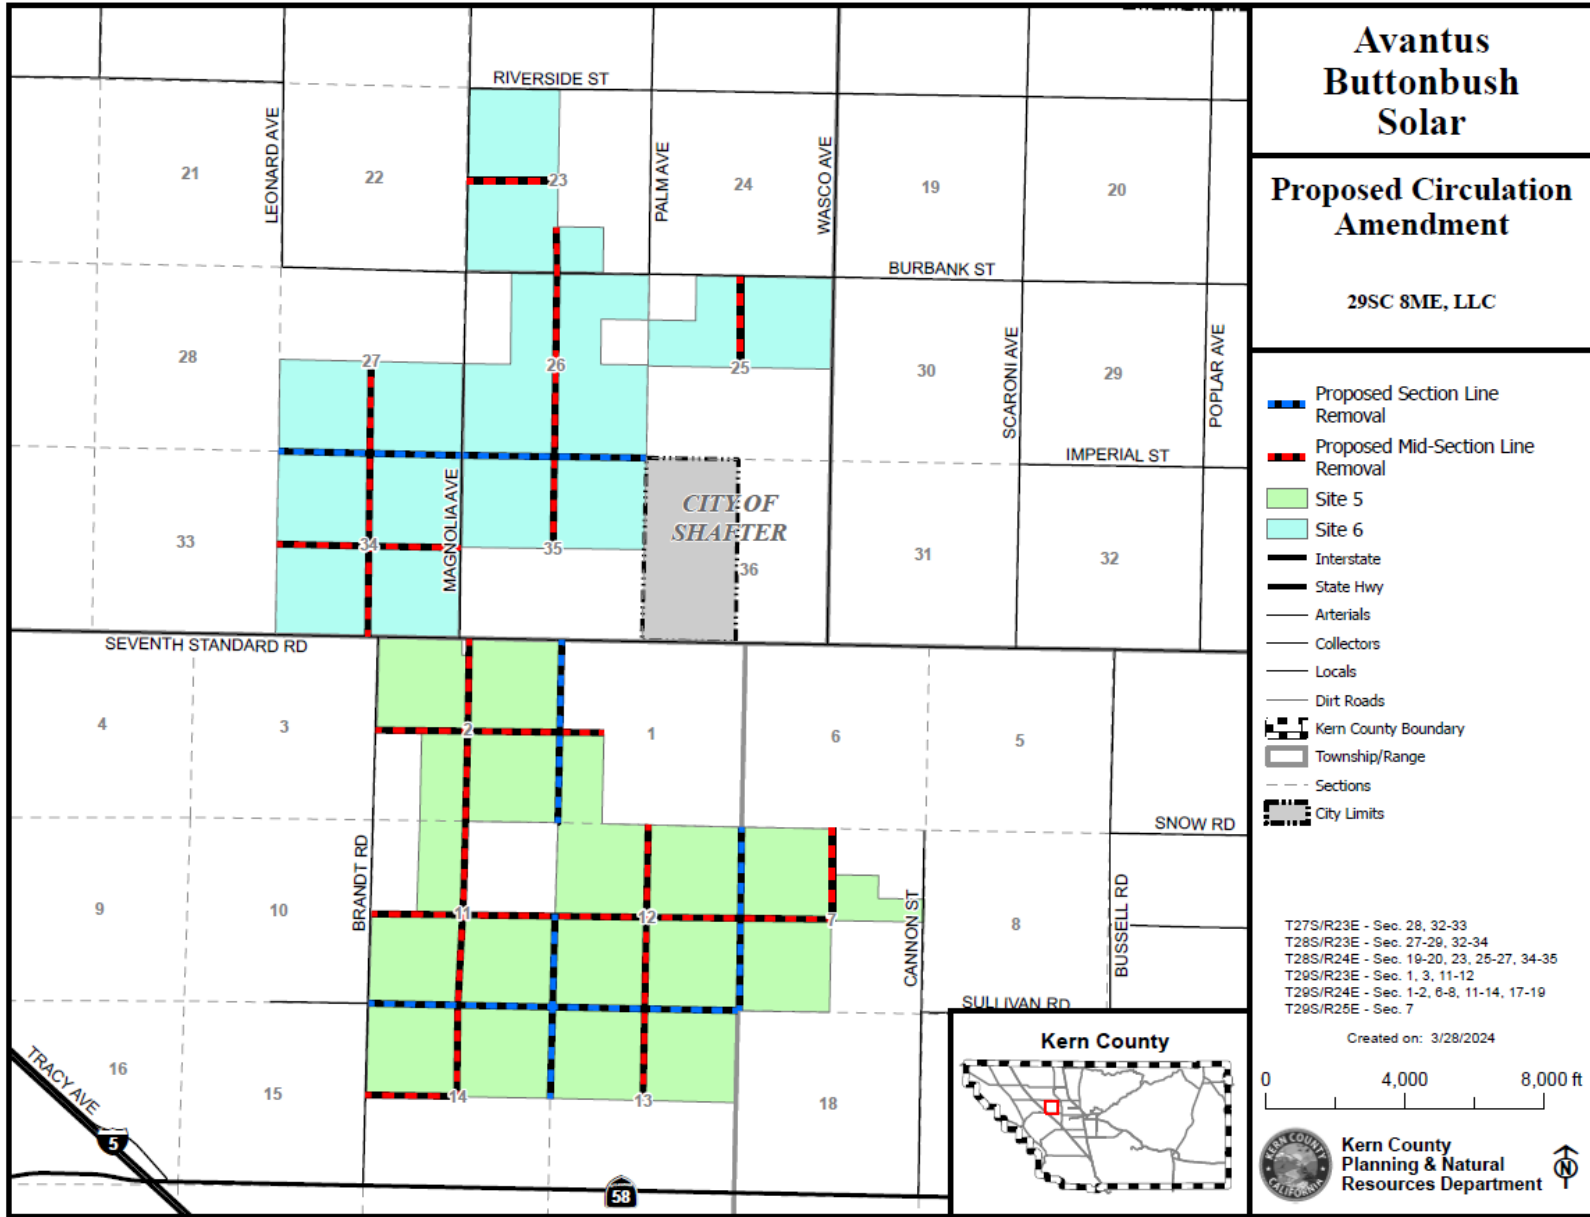 Avantus
Buttonbush
Solar
Proposed Circulation
Amendment
29SC 8ME, LLC
Proposed Section Line
Removal
Proposed Mid-Section Line
Removal
Site 5
Site 6
Interstate
State Hwy
Arterials
Collectors
Locals
Dirt Roads
Kern County Boundary
Township/Range
Sections
City Limits
T27S/R23E - Sec. 28, 32-33
T28S/R23E - Sec. 27-29, 32-34
T28S/R24E - Sec. 19-20, 23, 25-27, 34-35
T29S/R23E - Sec. 1, 3, 11-12
T29S/R24E - Sec. 1-2, 6-8, 11-14, 17-19
T29S/R25E - Sec. 7
Created on: 3/28/2024
0 4,000 8,000 ft
KERN COUNTY
CALIFORNIA
Kern County
Planning & Natural
Resources Department
N
RIVERSIDE ST
LEONARD AVE
PALM AVE
WASCO AVE
21
22
23
24
19
20
BURBANK ST
SCARONI AVE
POPLAR AVE
28
27
26
25
30
29
IMPERIAL ST
MAGNOLIA AVE
CITY OF
SHAFTER
33
34
35
36
31
32
SEVENTH STANDARD RD
4
3
2
1
6
5
SNOW RD
BRANDT RD
CANNON ST
BUSSELL RD
9
10
11
12
7
8
SULLIVAN RD
TRACY AVE
16
15
14
13
18
5
58
Kern County